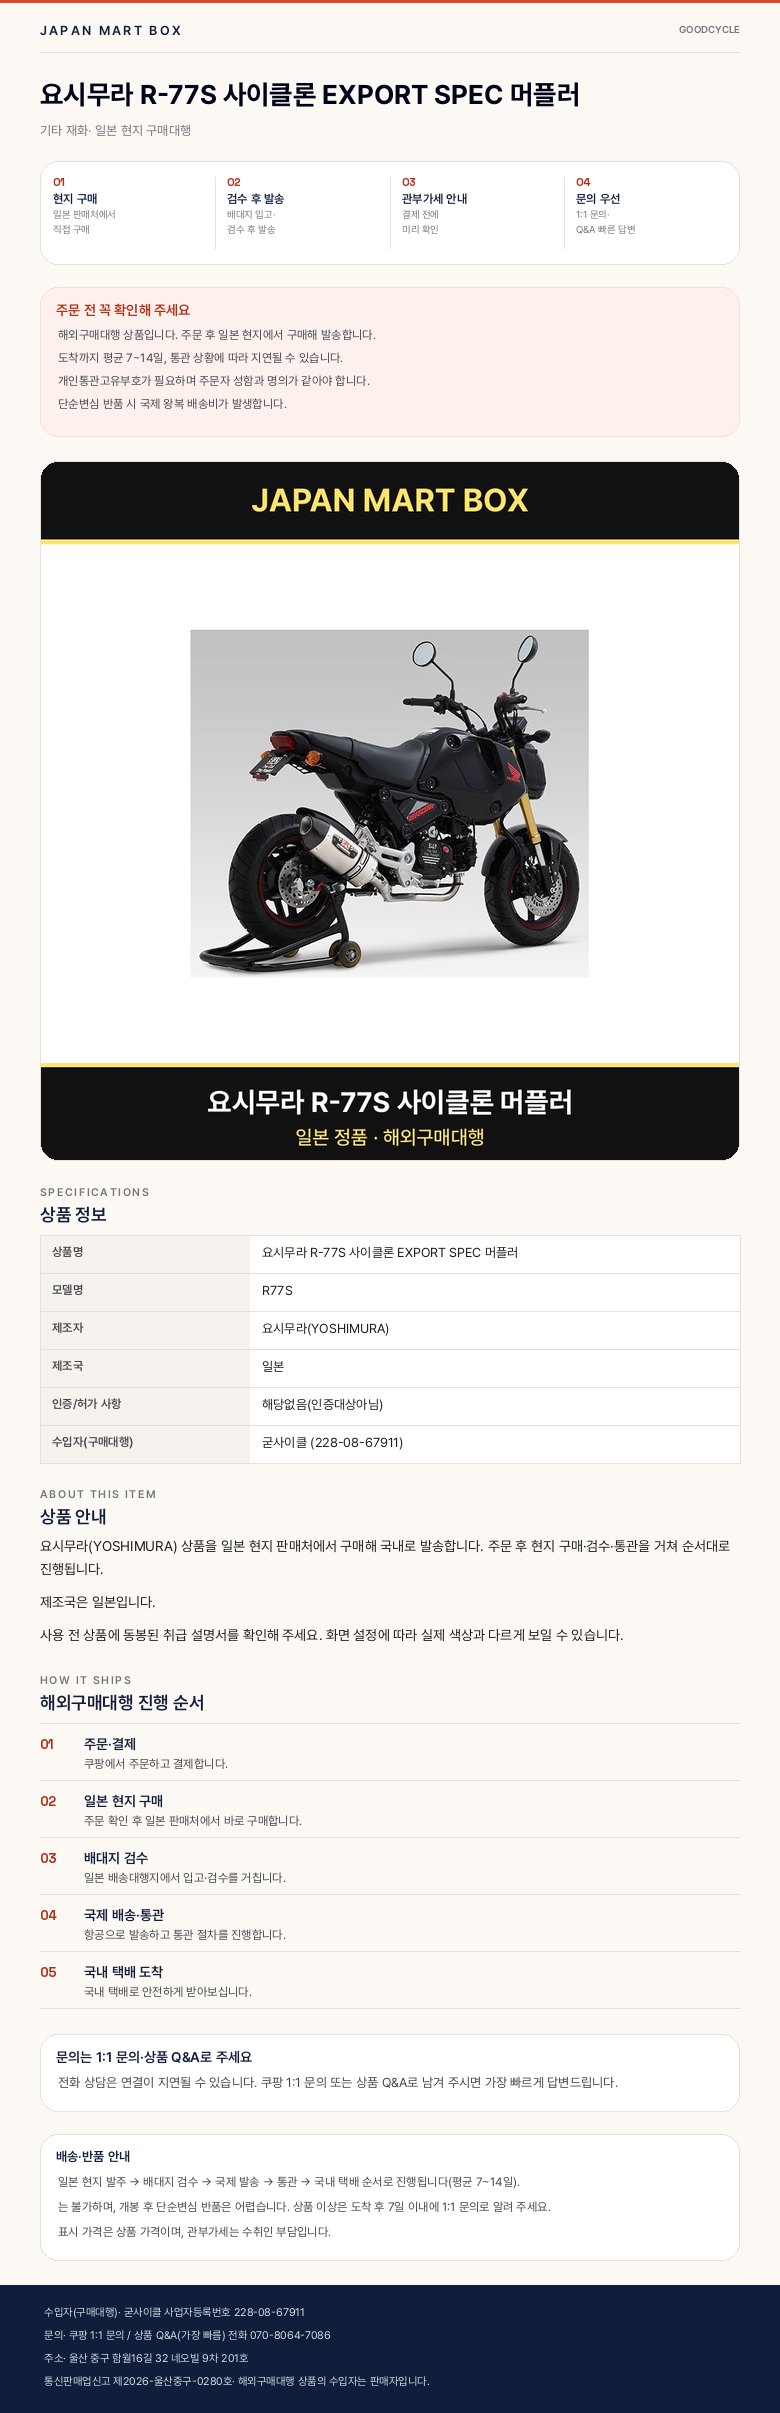 JAPAN MART BOX
GOODCYCLE
요시무라 R-77S 사이클론 EXPORT SPEC 머플러
기타 재화· 일본 현지 구매대행
01
현지 구매
일본 판매처에서
직접 구매
02
검수 후 발송
배대지 입고·
검수 후 발송
03
관부가세 안내
결제 전에
미리 확인
04
문의 우선
1:1 문의·
Q&A 빠른 답변
주문 전 꼭 확인해 주세요
해외구매대행 상품입니다. 주문 후 일본 현지에서 구매해 발송합니다.
도착까지 평균 7~14일, 통관 상황에 따라 지연될 수 있습니다.
개인통관고유부호가 필요하며 주문자 성함과 명의가 같아야 합니다.
단순변심 반품 시 국제 왕복 배송비가 발생합니다.
JAPAN MART BOX
요시무라 R-77S 사이클론 머플러
일본 정품 · 해외구매대행
SPECIFICATIONS
상품 정보
상품명
요시무라 R-77S 사이클론 EXPORT SPEC 머플러
모델명
R77S
제조자
요시무라(YOSHIMURA)
제조국
일본
인증/허가 사항
해당없음(인증대상아님)
수입자(구매대행)
굳사이클 (228-08-67911)
ABOUT THIS ITEM
상품 안내
요시무라(YOSHIMURA) 상품을 일본 현지 판매처에서 구매해 국내로 발송합니다. 주문 후 현지 구매·검수·통관을 거쳐 순서대로
진행됩니다.
제조국은 일본입니다.
사용 전 상품에 동봉된 취급 설명서를 확인해 주세요. 화면 설정에 따라 실제 색상과 다르게 보일 수 있습니다.
HOW IT SHIPS
해외구매대행 진행 순서
01
주문·결제
쿠팡에서 주문하고 결제합니다.
02
일본 현지 구매
주문 확인 후 일본 판매처에서 바로 구매합니다.
03
배대지 검수
일본 배송대행지에서 입고·검수를 거칩니다.
04
국제 배송·통관
항공으로 발송하고 통관 절차를 진행합니다.
05
국내 택배 도착
국내 택배로 안전하게 받아보십니다.
문의는 1:1 문의·상품 Q&A로 주세요
전화 상담은 연결이 지연될 수 있습니다. 쿠팡 1:1 문의 또는 상품 Q&A로 남겨 주시면 가장 빠르게 답변드립니다.
배송·반품 안내
일본 현지 발주 → 배대지 검수 → 국제 발송 → 통관 → 국내 택배 순서로 진행됩니다(평균 7~14일).
는 불가하며, 개봉 후 단순변심 반품은 어렵습니다. 상품 이상은 도착 후 7일 이내에 1:1 문의로 알려 주세요.
표시 가격은 상품 가격이며, 관부가세는 수취인 부담입니다.
수입자(구매대행)· 굳사이클 사업자등록번호 228-08-67911
문의· 쿠팡 1:1 문의 / 상품 Q&A(가장 빠름) 전화 070-8064-7086
주소· 울산 중구 함월16길 32 네오빌 9차 201호
통신판매업신고 제2026-울산중구-0280호· 해외구매대행 상품의 수입자는 판매자입니다.